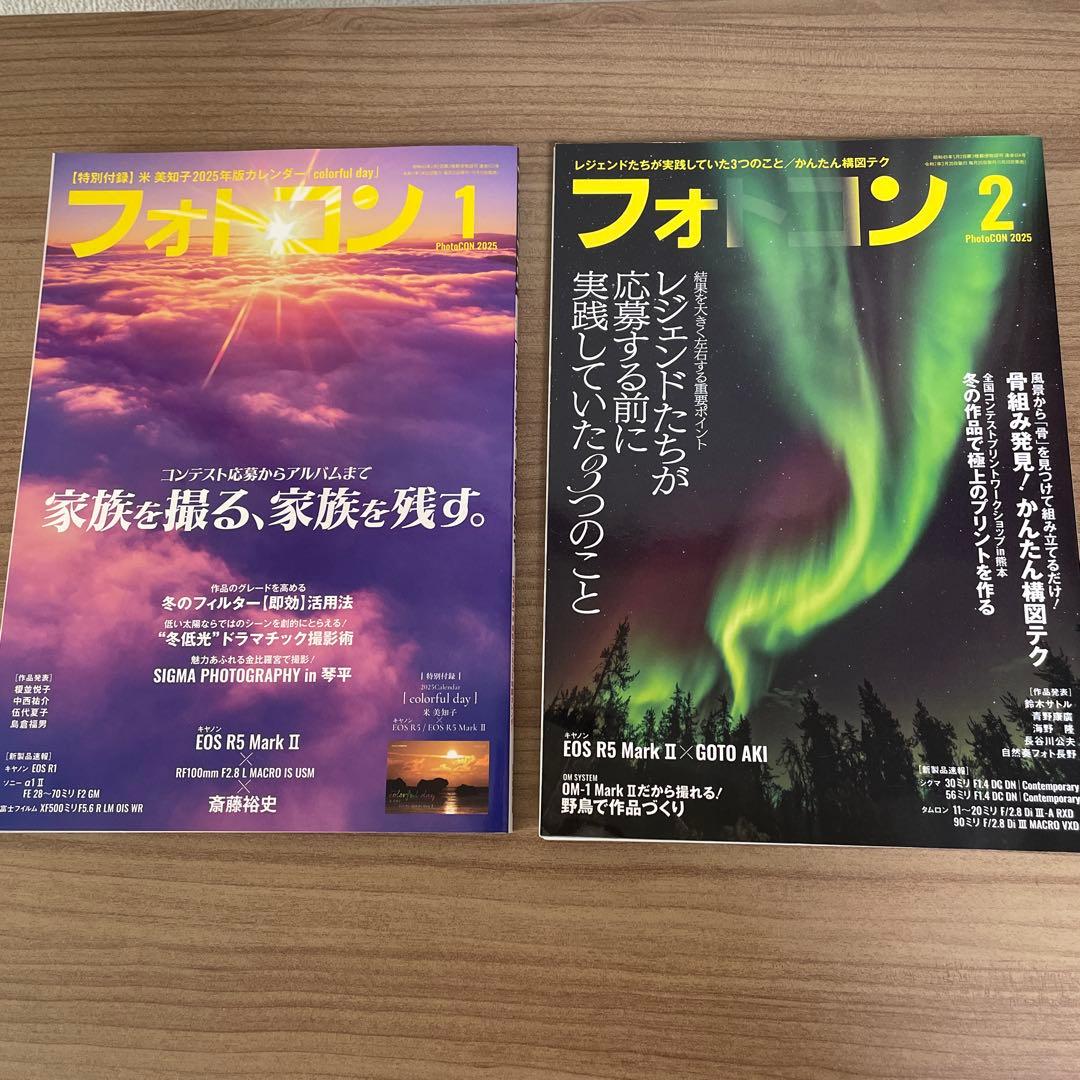 【特別付録】米 美知子2025年版カレンダー「colorful day」
フォトコン 1
PhotoCON 2025
コンテスト応募からアルバムまで
家族を撮る、家族を残す。
作品のグレードを高める
冬のフィルター【即効】活用法
低い太陽ならではのシーンを劇的にとらえる!
“冬低光”ドラマチック撮影術
魅力あふれる金比羅宮で撮影!
SIGMA PHOTOGRAPHY in 琴平
[作品発表]
櫻並悦子
中西祐介
伍代夏子
島倉福男
[特別付録]
2025Calendar
[colorful day]
米 美知子
×
キヤノン
EOS R5 / EOS R5 Mark II
キヤノン
EOS R5 Mark II
×
RF100mm F2.8 L MACRO IS USM
×
斎藤裕史
[新製品速報]
キヤノン EOS R1
ソニー α1 II
FE 28〜70ミリ F2 GM
富士フイルム XF500ミリF5.6 R LM OIS WR
colorful day
レジェンドたちが実践していた3つのこと/かんたん構図テク
フォトコン 2
PhotoCON 2025
結果を大きく左右する重要ポイント
レジェンドたちが
応募する前に
実践していた3つのこと
風景から「骨」を見つけて組み立てるだけ!
骨組み発見!かんたん構図テク
全国コンテストプリントワークショップin熊本
冬の作品で極上のプリントを作る
[作品発表]
鈴木サトル
青野康廣
海野 隆
長谷川公夫
自然奏フォト長野
キヤノン
EOS R5 Mark II×GOTO AKI
OM SYSTEM
OM-1 Mark IIだから撮れる!
野鳥で作品づくり
[新製品速報]
シグマ 30ミリ F1.4 DC DN | Contemporary
56ミリ F1.4 DC DN | Contemporary
タムロン 11〜20ミリ F/2.8 Di III-A RXD
90ミリ F/2.8 Di III MACRO VXD